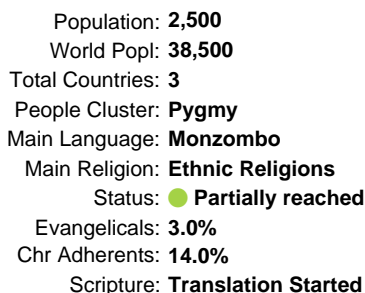 Population: 2,500
World Popl: 38,500
Total Countries: 3
People Cluster: Pygmy
Main Language: Monzombo
Main Religion: Ethnic Religions
Status: Partially reached
Evangelicals: 3.0%
Chr Adherents: 14.0%
Scripture: Translation Started